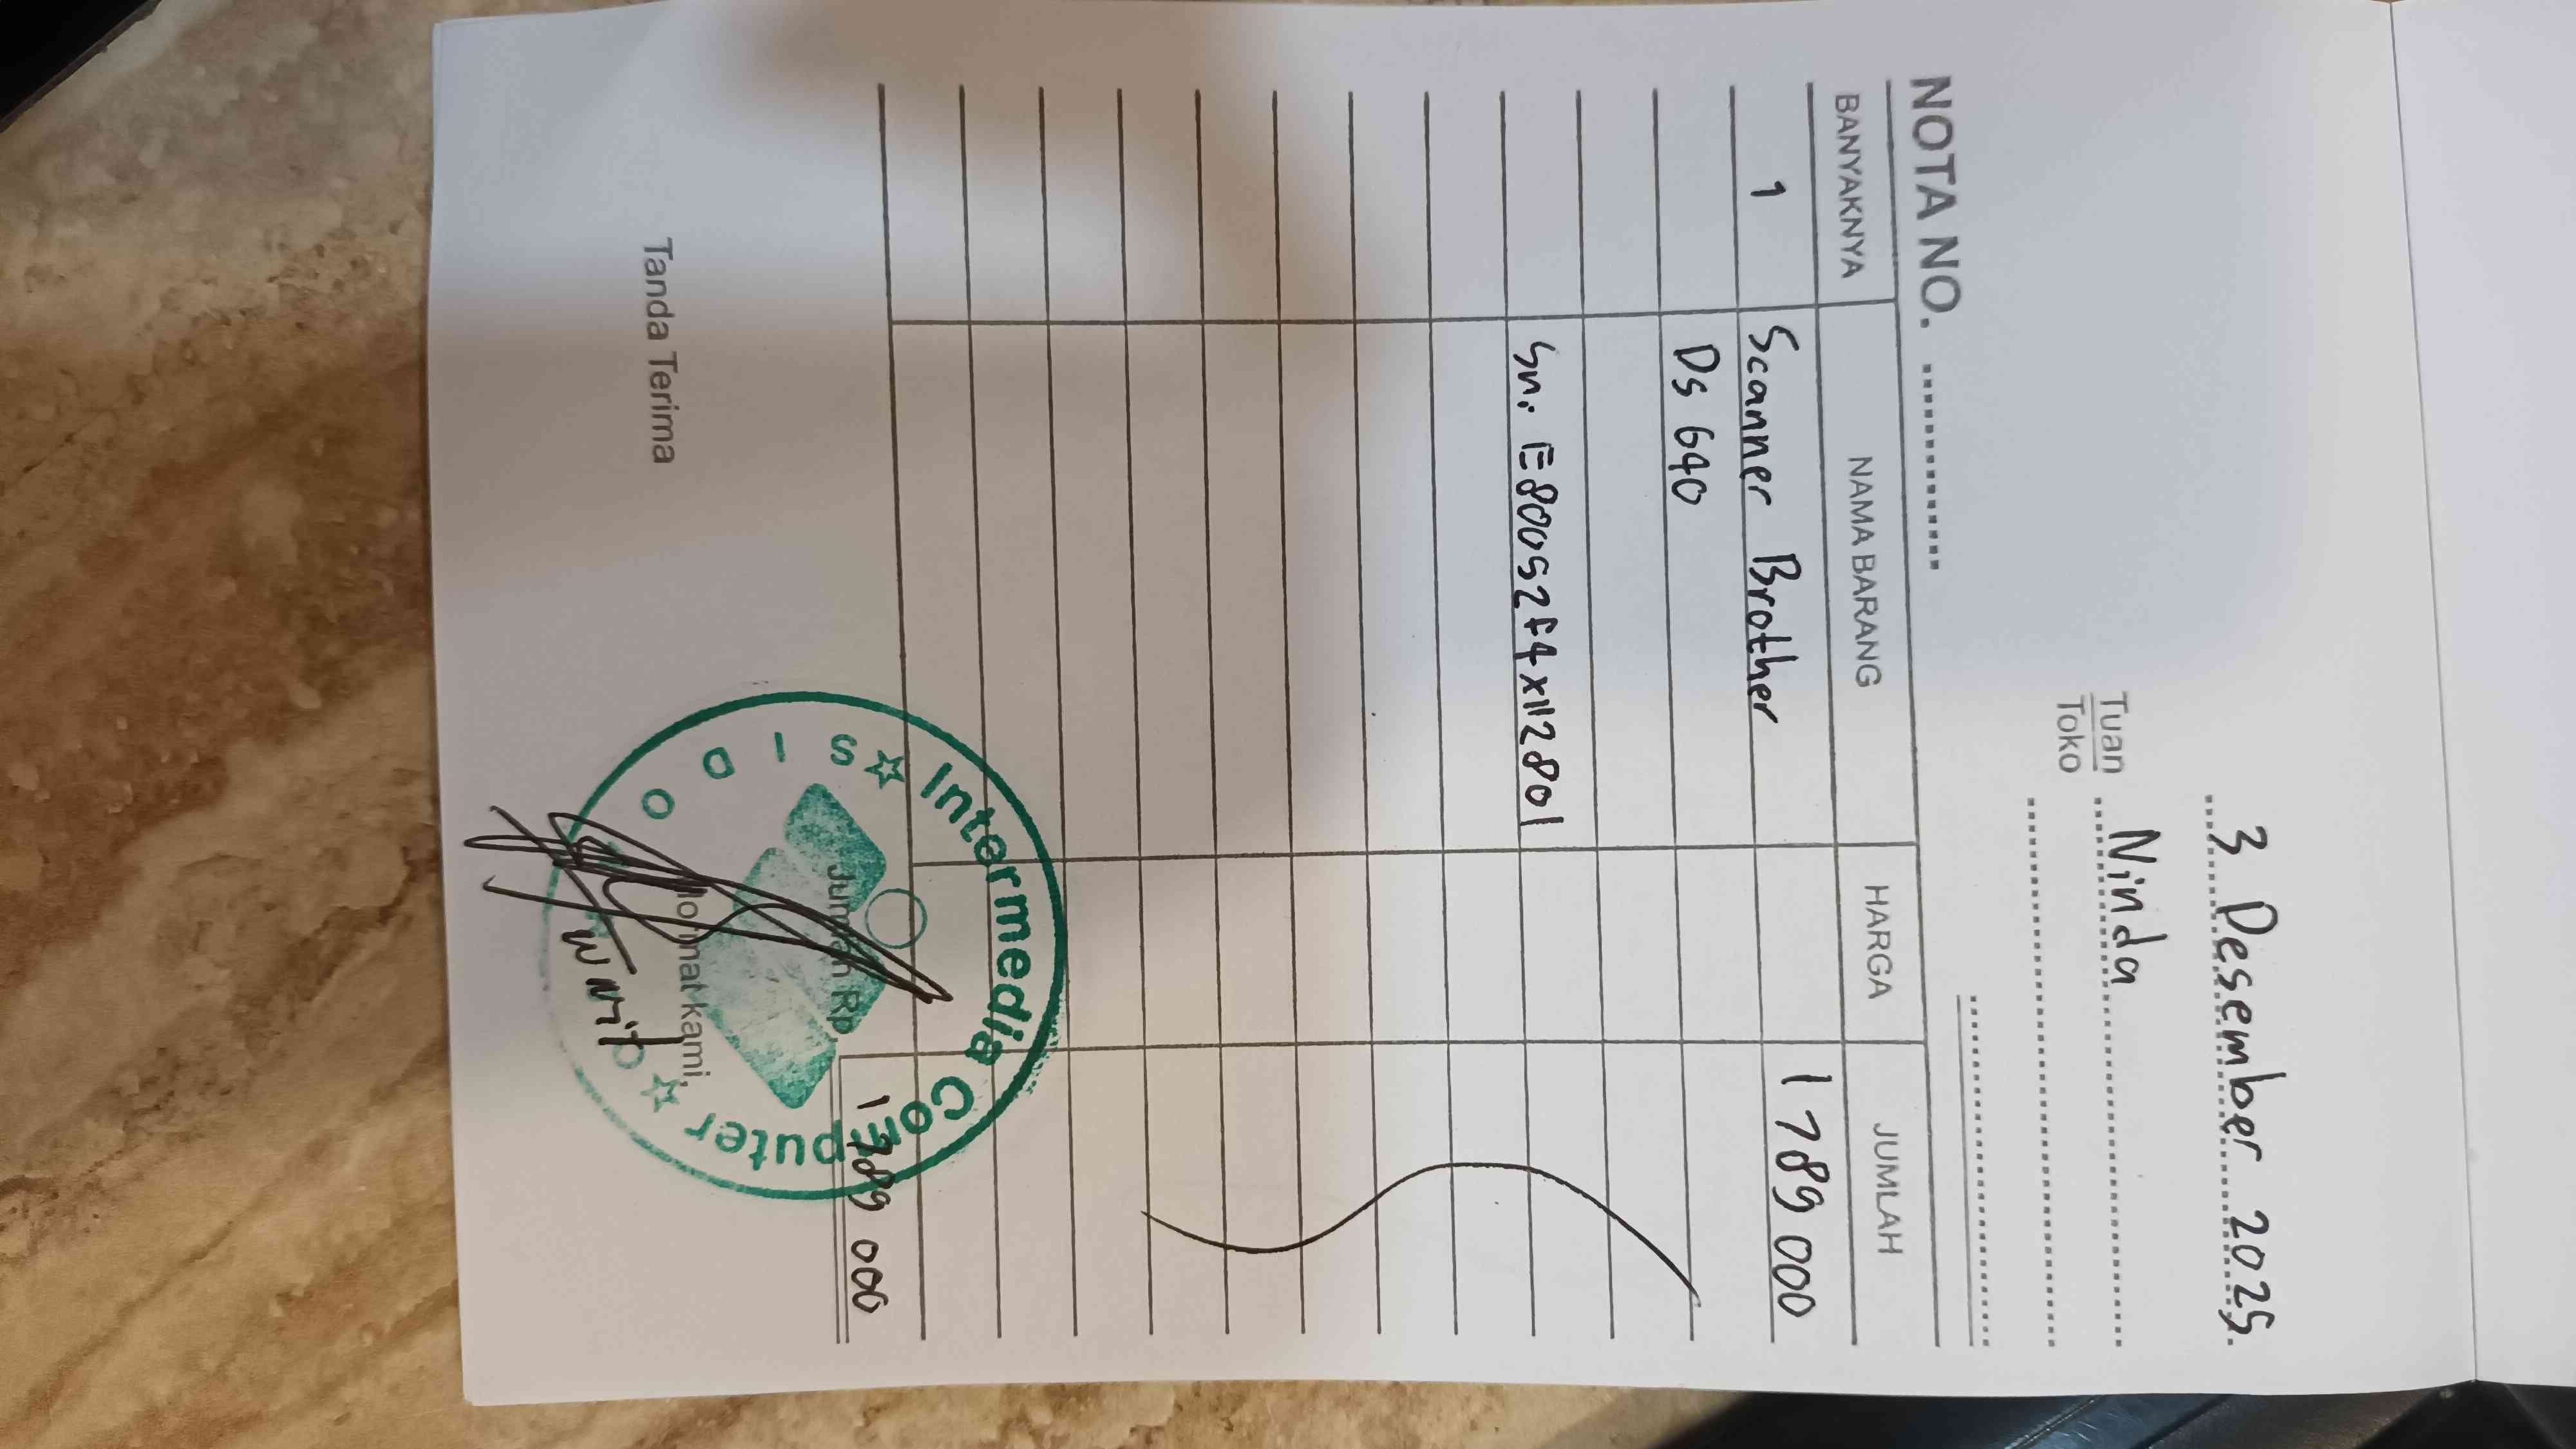 3 Desember 2025
Tuan Ninda
Toko
NOTA NO.
BANYAKNYA NAMA BARANG HARGA JUMLAH
1 Scanner Brother 1 789 000
Ds 640
Sn. E80052F4x112801
Jumlah Rp 1 789 000
Tanda Terima Hormat kami,
Intermedia Computer